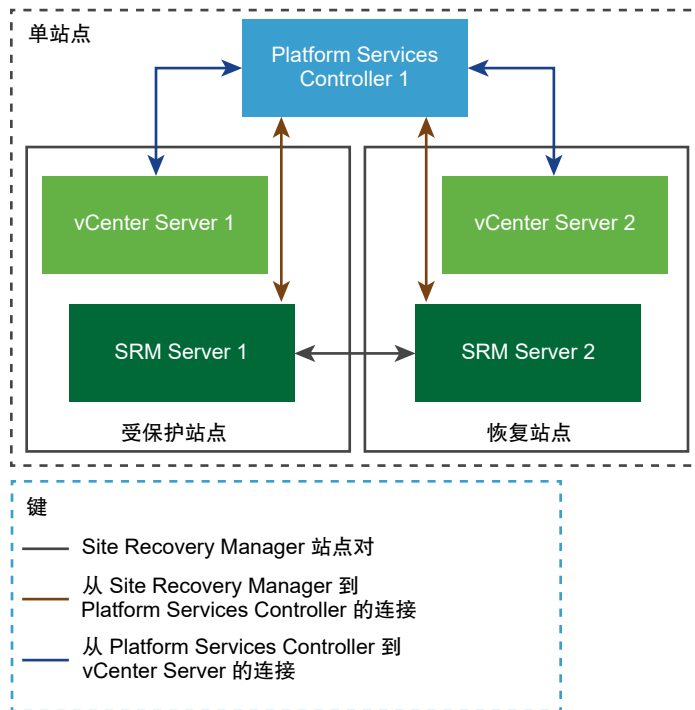 单站点
Platform Services
Controller 1
vCenter Server 1
vCenter Server 2
SRM Server 1
SRM Server 2
受保护站点
恢复站点
键
Site Recovery Manager 站点对
从 Site Recovery Manager 到
Platform Services Controller 的连接
从 Platform Services Controller 到
vCenter Server 的连接